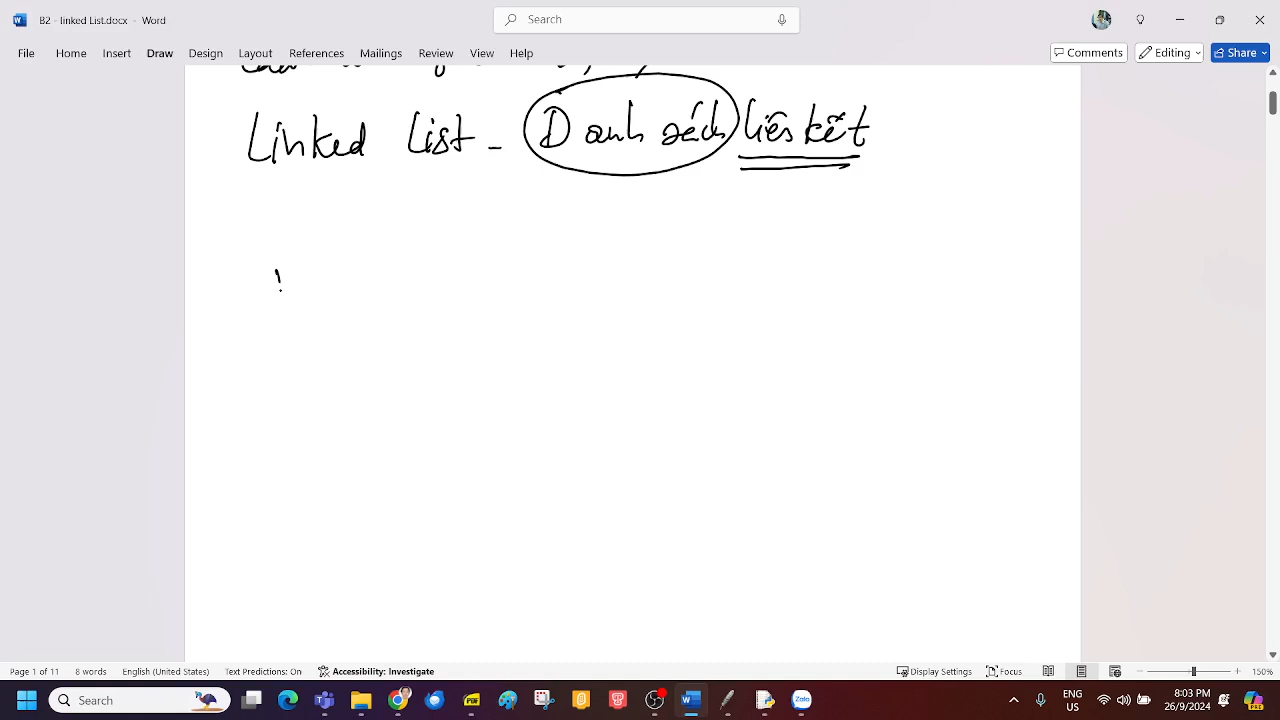 B2 - linked List.docx - Word
Search
File Home Insert Draw Design Layout References Mailings Review View Help
Comments Editing Share
Linked List - Danh sách liên kết
Page 1 of 11 8 words English (United States) Text Predictions: On Accessibility: Investigate Display Settings Focus 150%
Search
Zalo
ENG
US
8:03 PM
26/9/2024